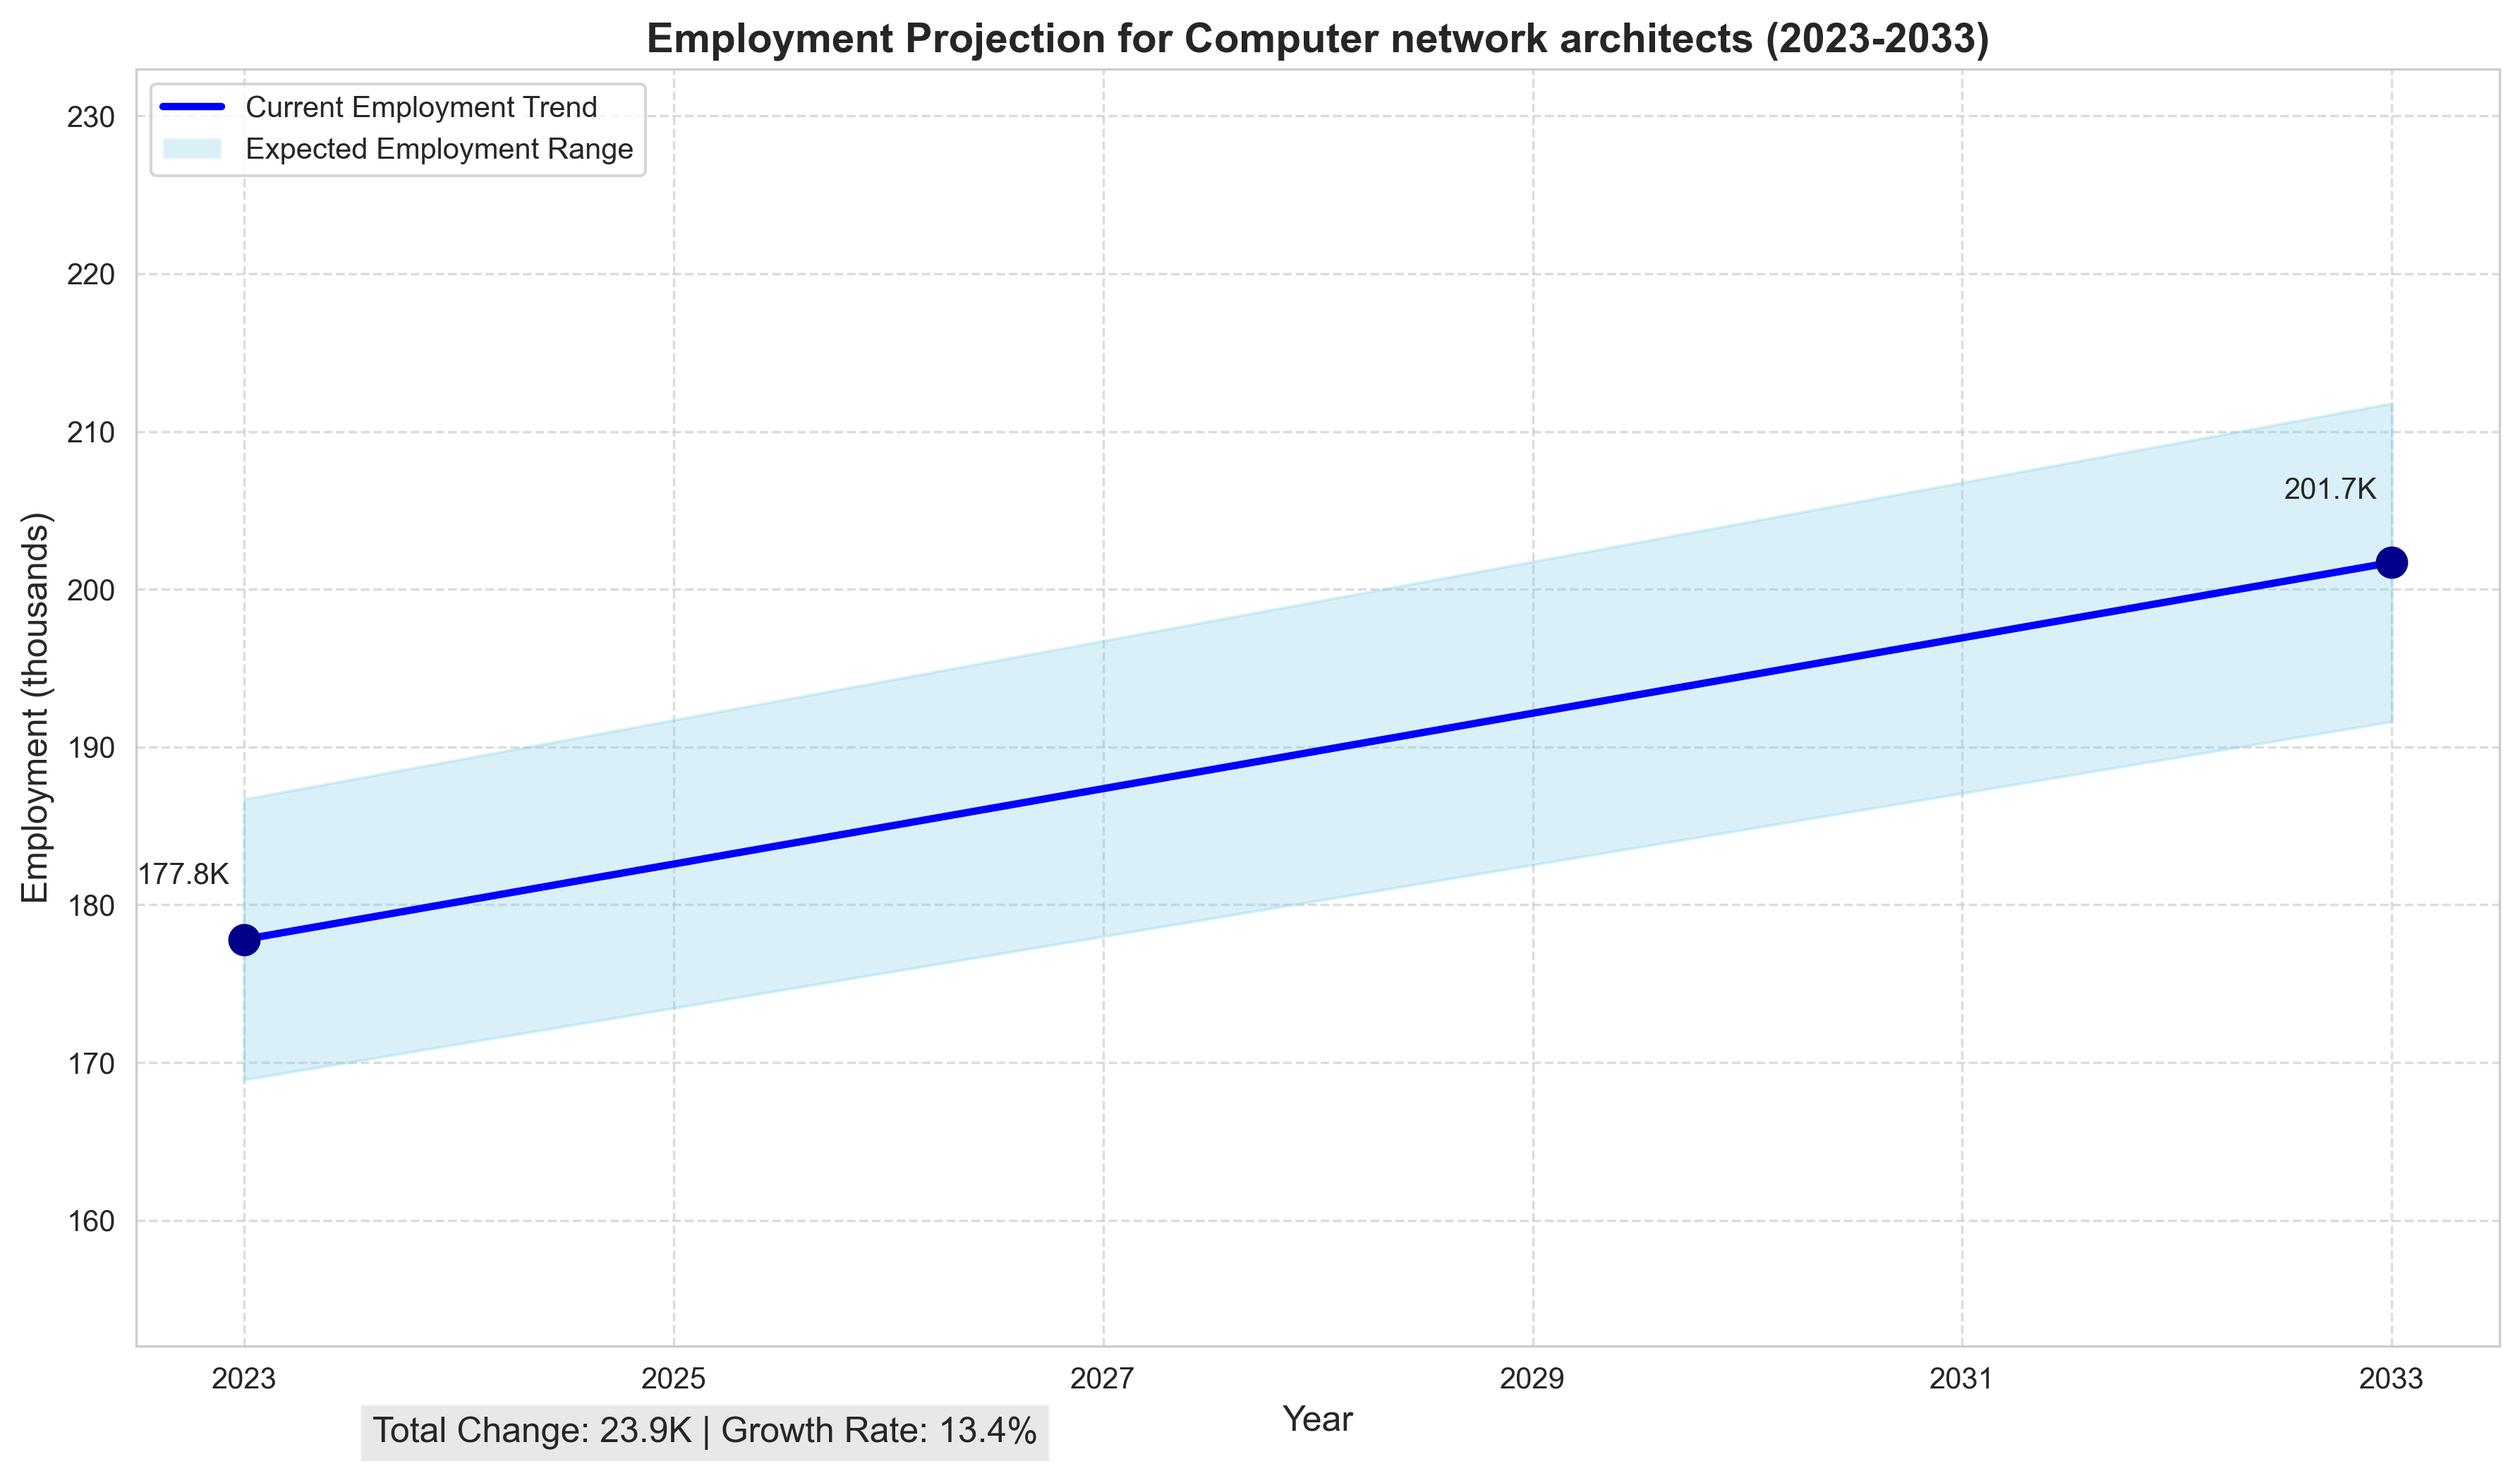 Employment Projection for Computer network architects (2023-2033)
Current Employment Trend
Expected Employment Range
Employment (thousands)
230
220
210
200
190
180
170
160
177.8K
201.7K
2023
2025
2027
2029
2031
2033
Year
Total Change: 23.9K | Growth Rate: 13.4%